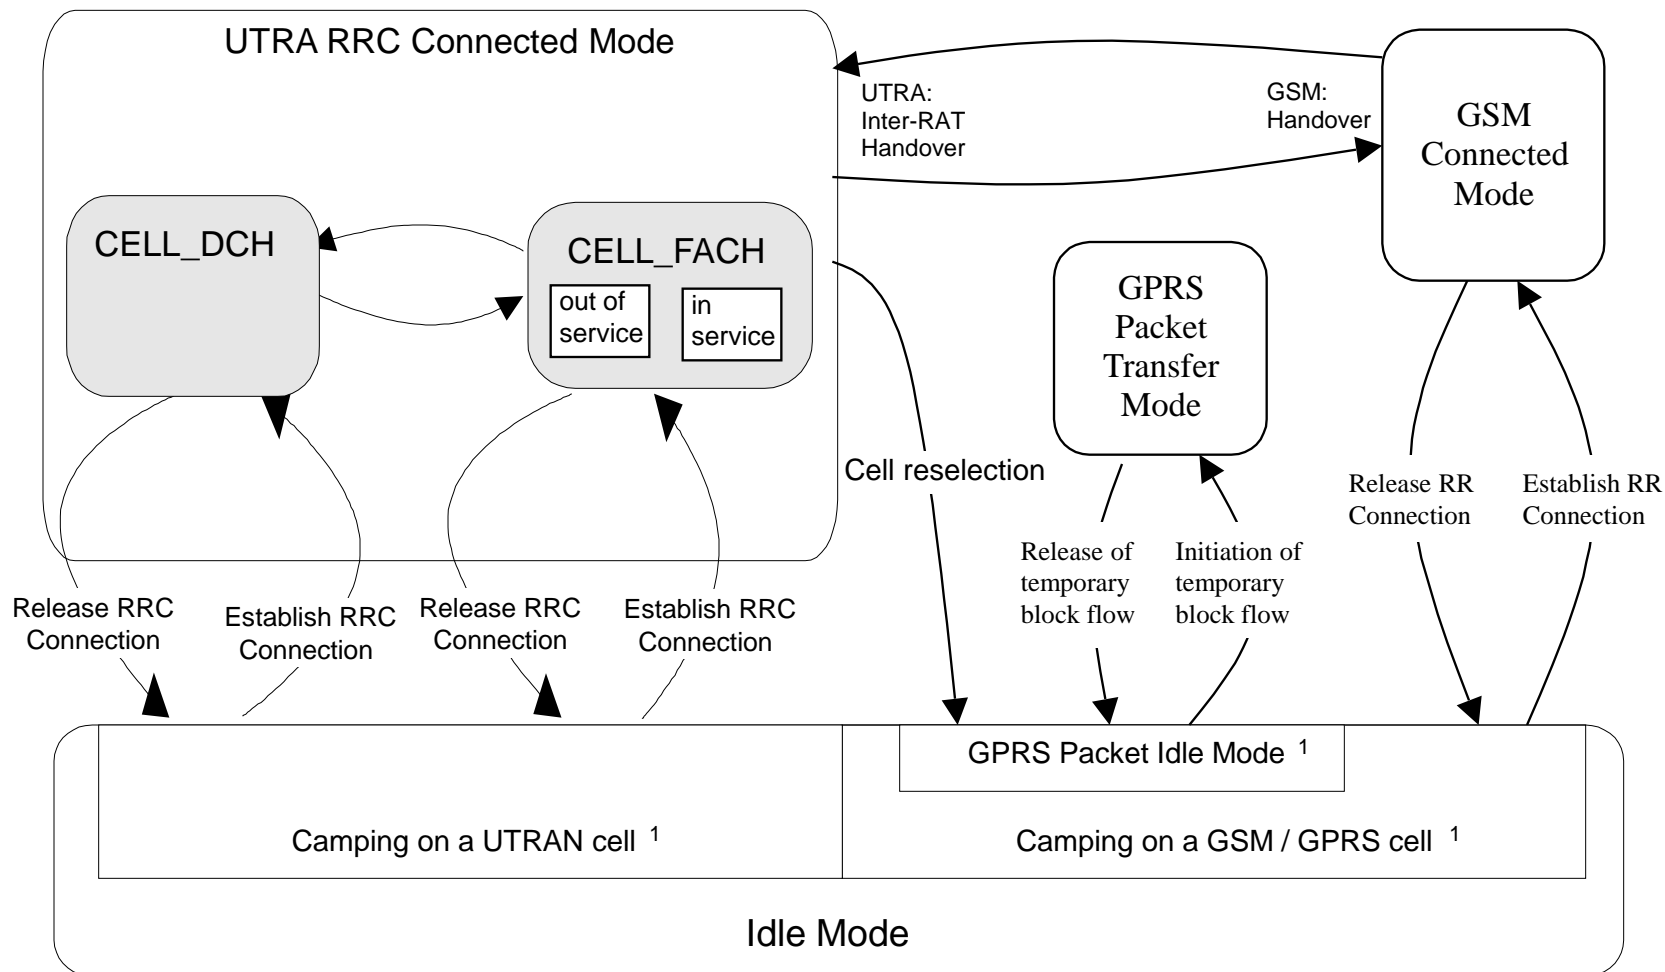 UTRA RRC Connected Mode
UTRA:
Inter-RAT
Handover
GSM:
Handover
GSM
Connected
Mode
CELL_DCH
CELL_FACH
out of
service
in
service
GPRS
Packet
Transfer
Mode
Cell reselection
Release RR
Connection
Establish RR
Connection
Release of
temporary
block flow
Initiation of
temporary
block flow
Release RRC
Connection
Establish RRC
Connection
Release RRC
Connection
Establish RRC
Connection
GPRS Packet Idle Mode 1
Camping on a UTRAN cell 1
Camping on a GSM / GPRS cell 1
Idle Mode